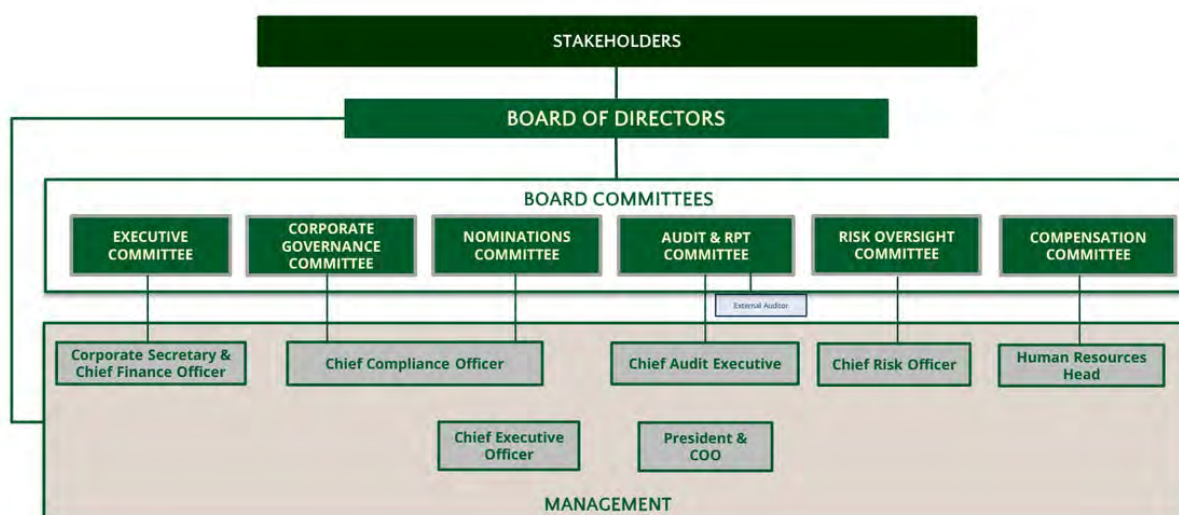 STAKEHOLDERS
BOARD OF DIRECTORS
BOARD COMMITTEES
EXECUTIVE
COMMITTEE
CORPORATE
GOVERNANCE
COMMITTEE
NOMINATIONS
COMMITTEE
AUDIT & RPT
COMMITTEE
RISK OVERSIGHT
COMMITTEE
COMPENSATION
COMMITTEE
External Auditor
Corporate Secretary &
Chief Finance Officer
Chief Compliance Officer
Chief Audit Executive
Chief Risk Officer
Human Resources
Head
Chief Executive
Officer
President &
COO
MANAGEMENT